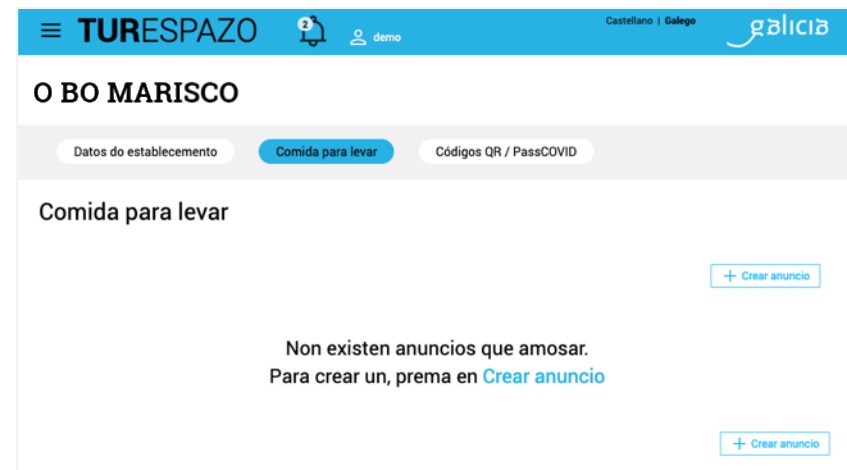 TURESPAZO
2
demo
Castellano | Galego
galicia
O BO MARISCO
Datos do establecemento
Comida para levar
Códigos QR / PassCOVID
Comida para levar
+ Crear anuncio
Non existen anuncios que amosar.
Para crear un, prema en Crear anuncio
+ Crear anuncio